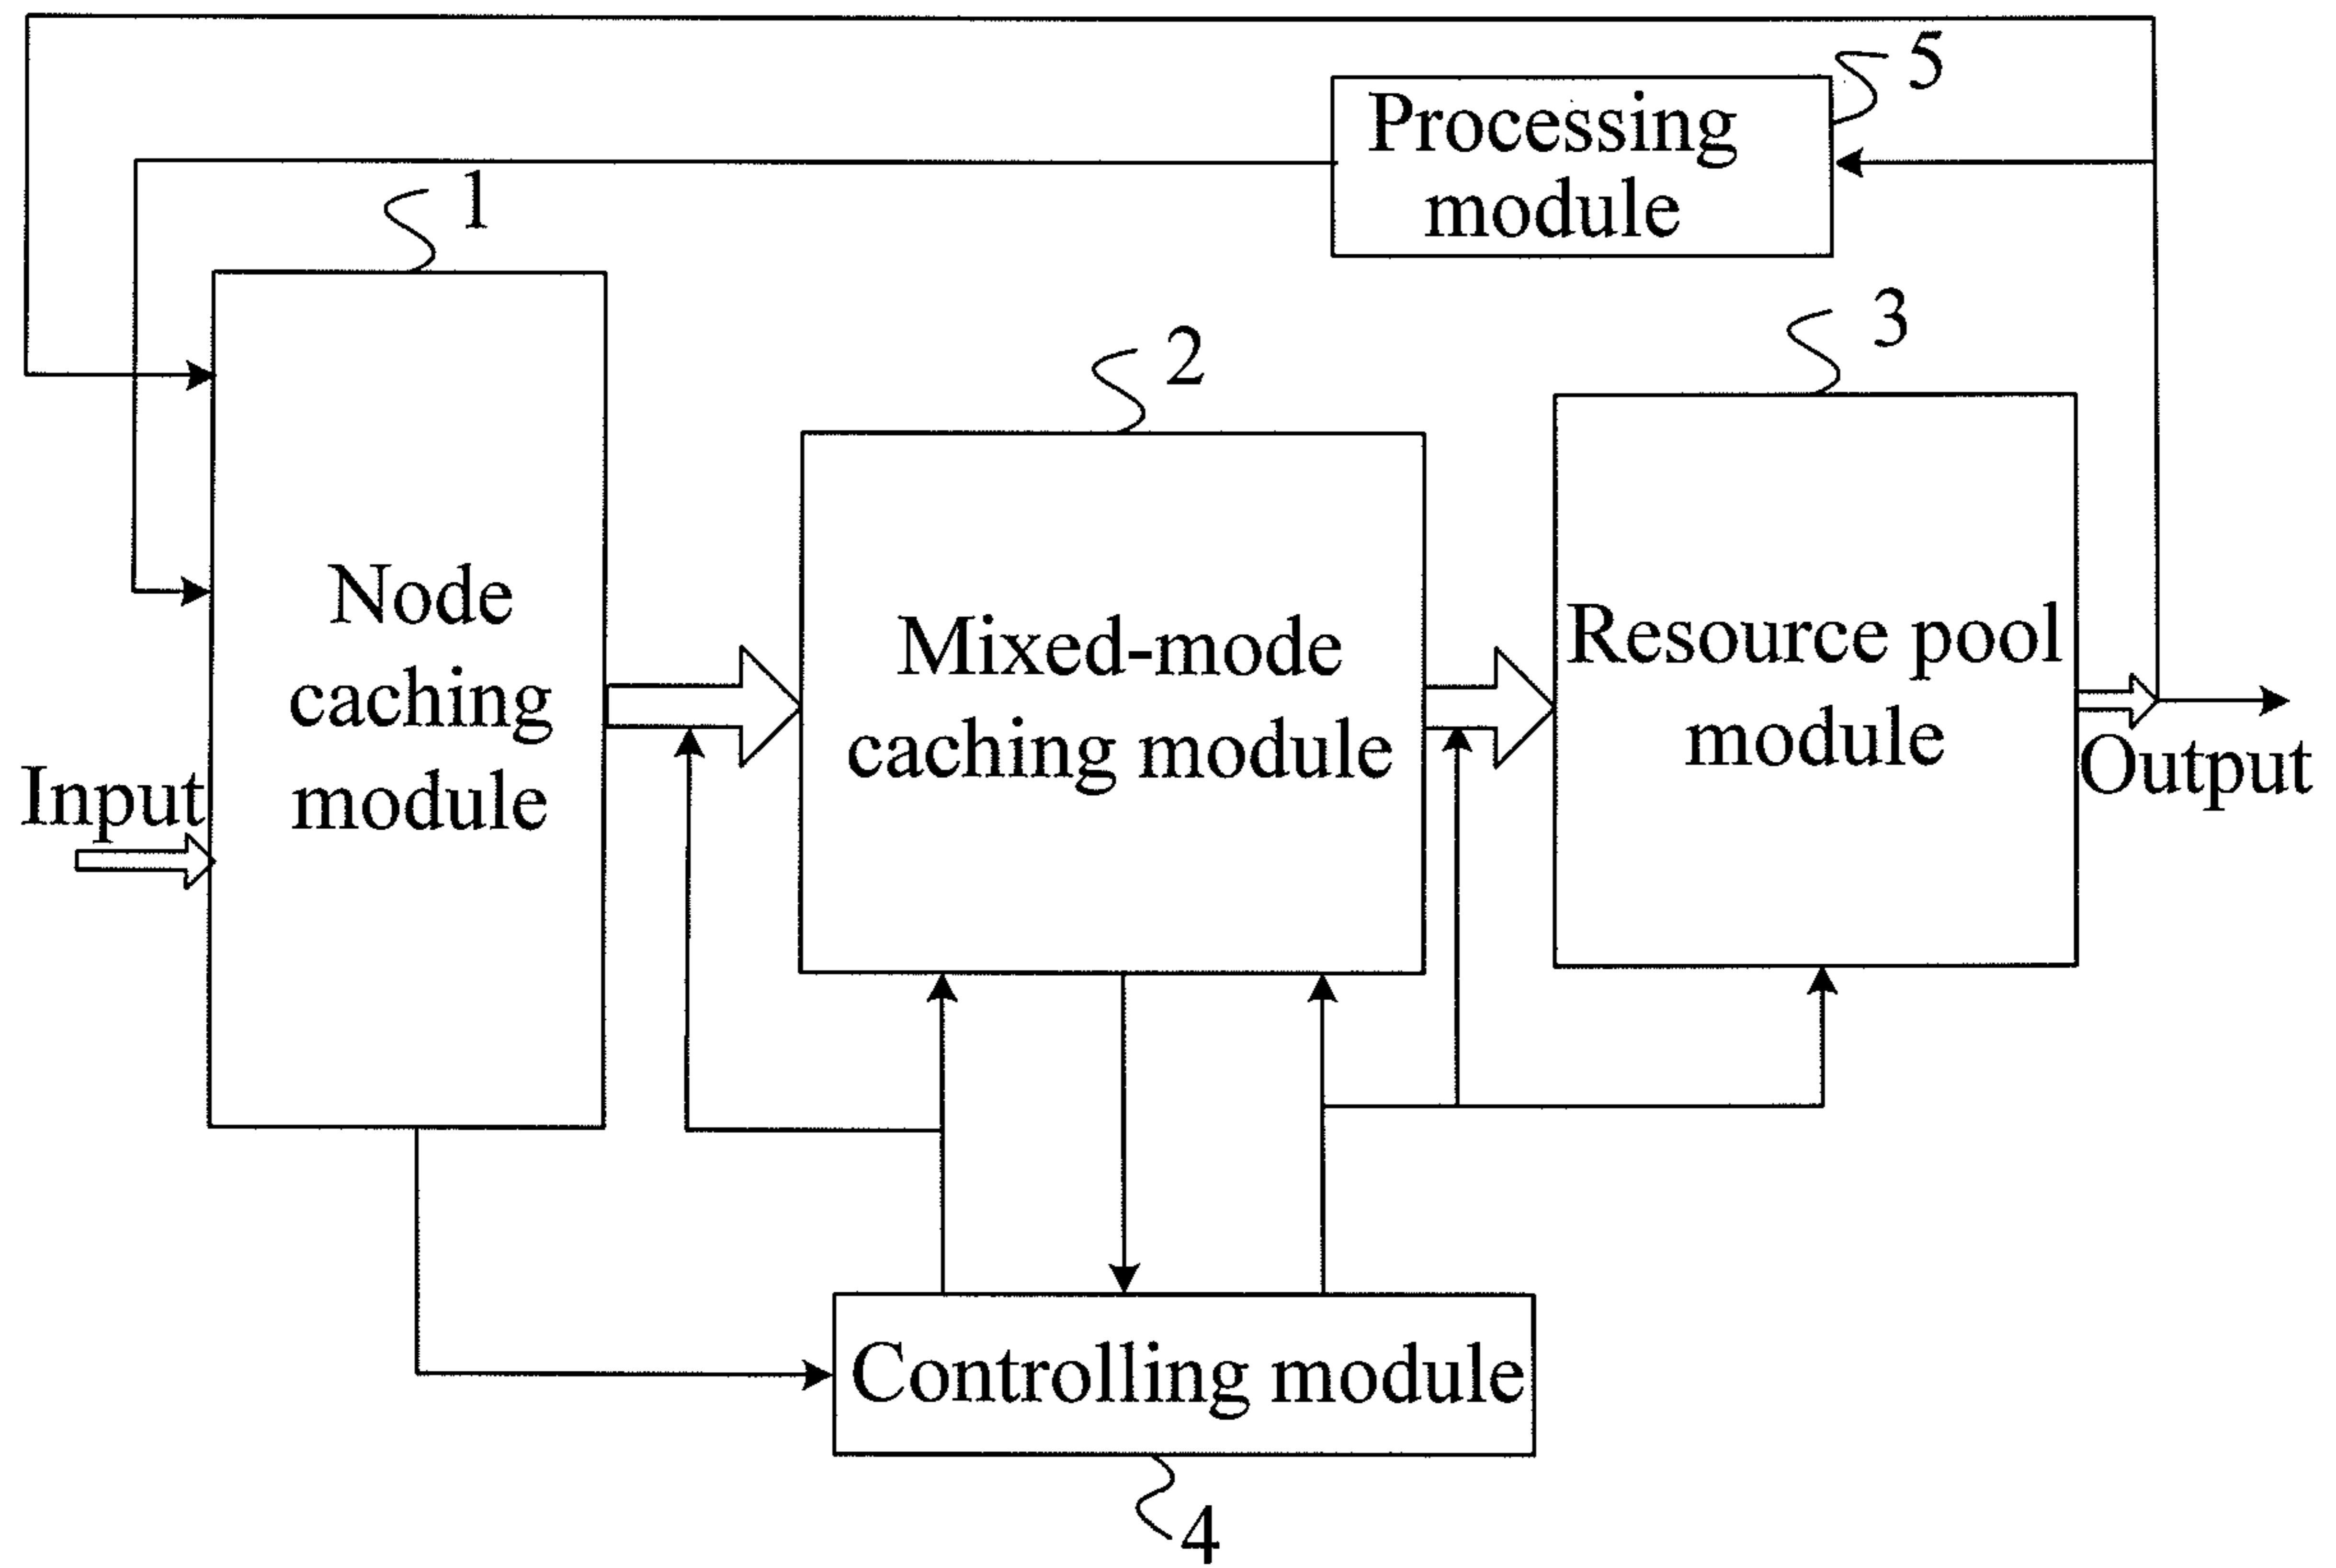 5
Processing
module
1
3
2
Node
caching
module
Mixed-mode
caching module
Resource pool
module
Input
Output
Controlling module
4